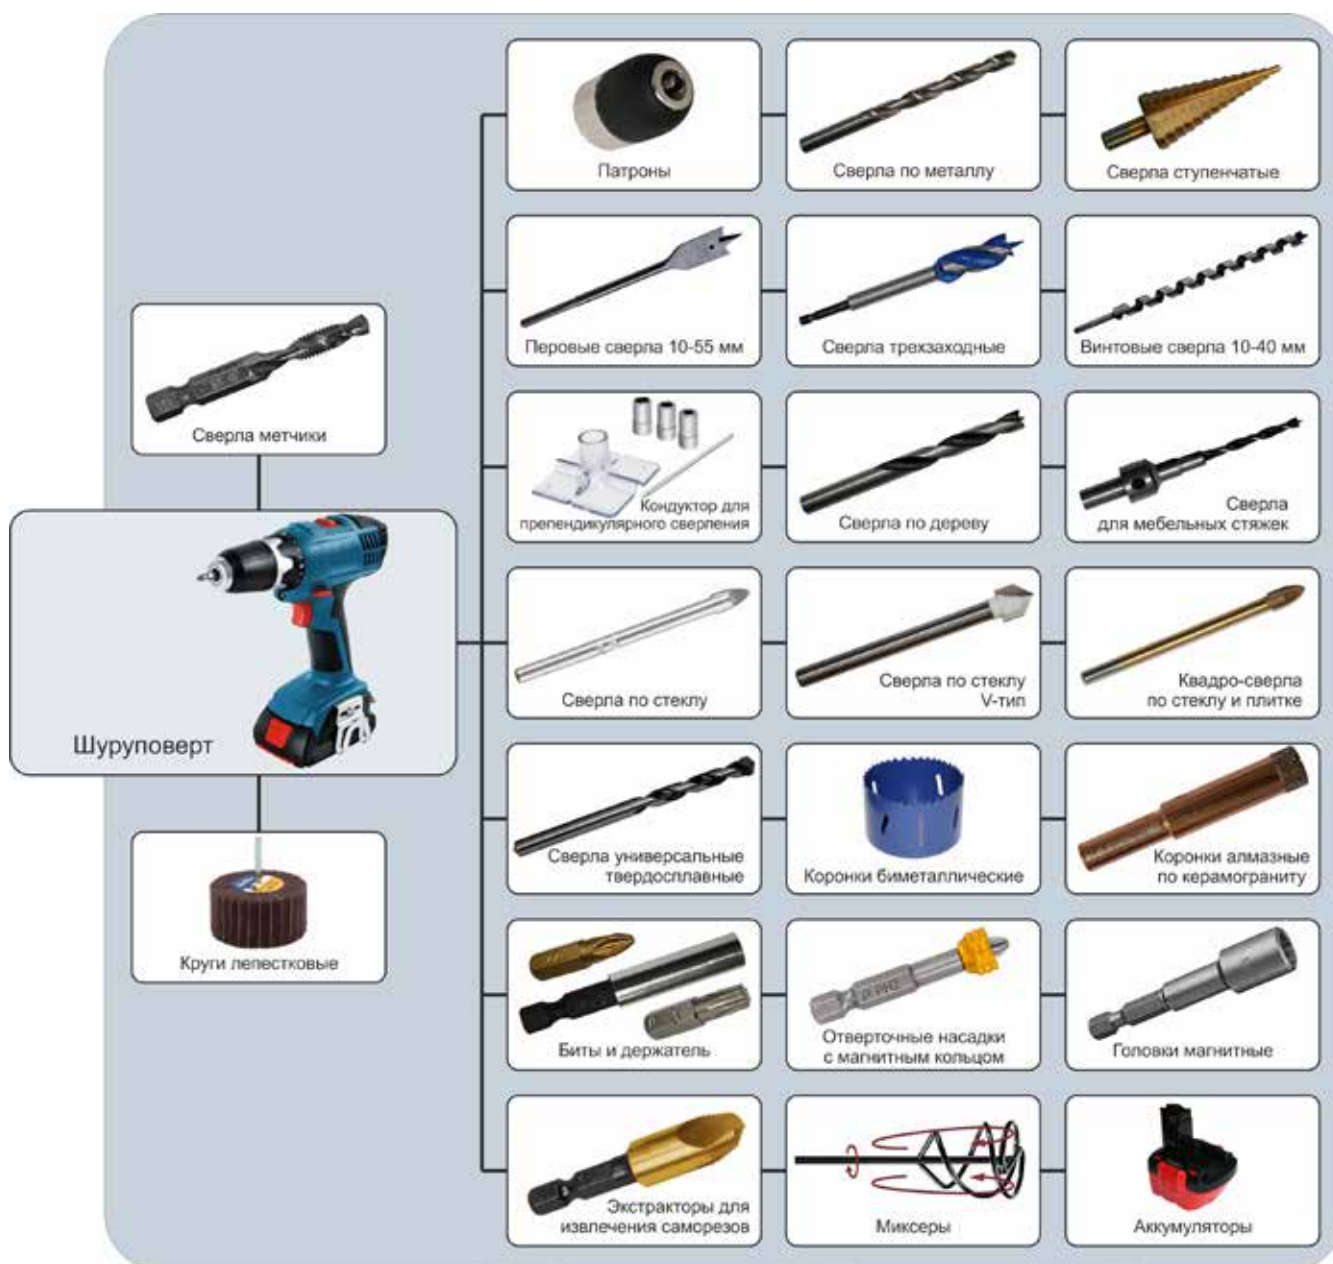 Патроны
Сверла по металлу
Сверла ступенчатые
Перовые сверла 10-55 мм
Сверла трехзаходные
Винтовые сверла 10-40 мм
Сверла метчики
Кондуктор для
препендикулярного сверления
Сверла по дереву
Сверла
для мебельных стяжек
Шуруповерт
Сверла по стеклу
Сверла по стеклу
V-тип
Квадро-сверла
по стеклу и плитке
Сверла универсальные
твердосплавные
Коронки биметаллические
Коронки алмазные
по керамограниту
Круги лепестковые
Биты и держатель
PH2
Отверточные насадки
с магнитным кольцом
Головки магнитные
Экстракторы для
извлечения саморезов
Миксеры
Аккумуляторы